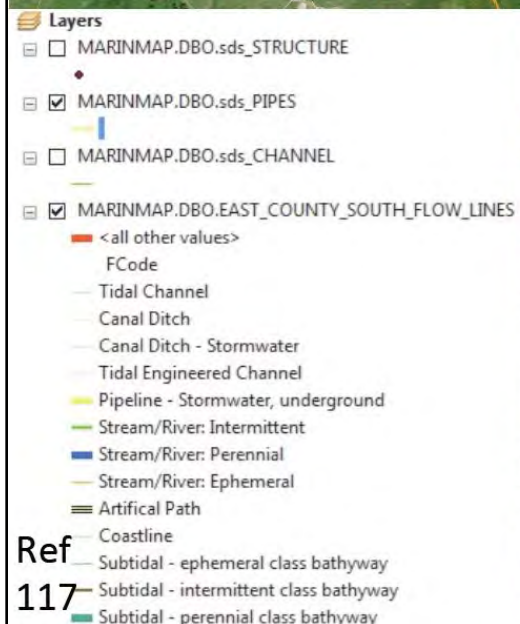 Layers
MARINMAP.DBO.sds_STRUCTURE
MARINMAP.DBO.sds_PIPES
MARINMAP.DBO.sds_CHANNEL
MARINMAP.DBO.EAST_COUNTY_SOUTH_FLOW_LINES
<all other values>
FCode
Tidal Channel
Canal Ditch
Canal Ditch - Stormwater
Tidal Engineered Channel
Pipeline - Stormwater, underground
Stream/River: Intermittent
Stream/River: Perennial
Stream/River: Ephemeral
Artifical Path
Coastline
Subtidal - ephemeral class bathyway
Subtidal - intermittent class bathyway
Subtidal - perennial class bathyway
Ref
117